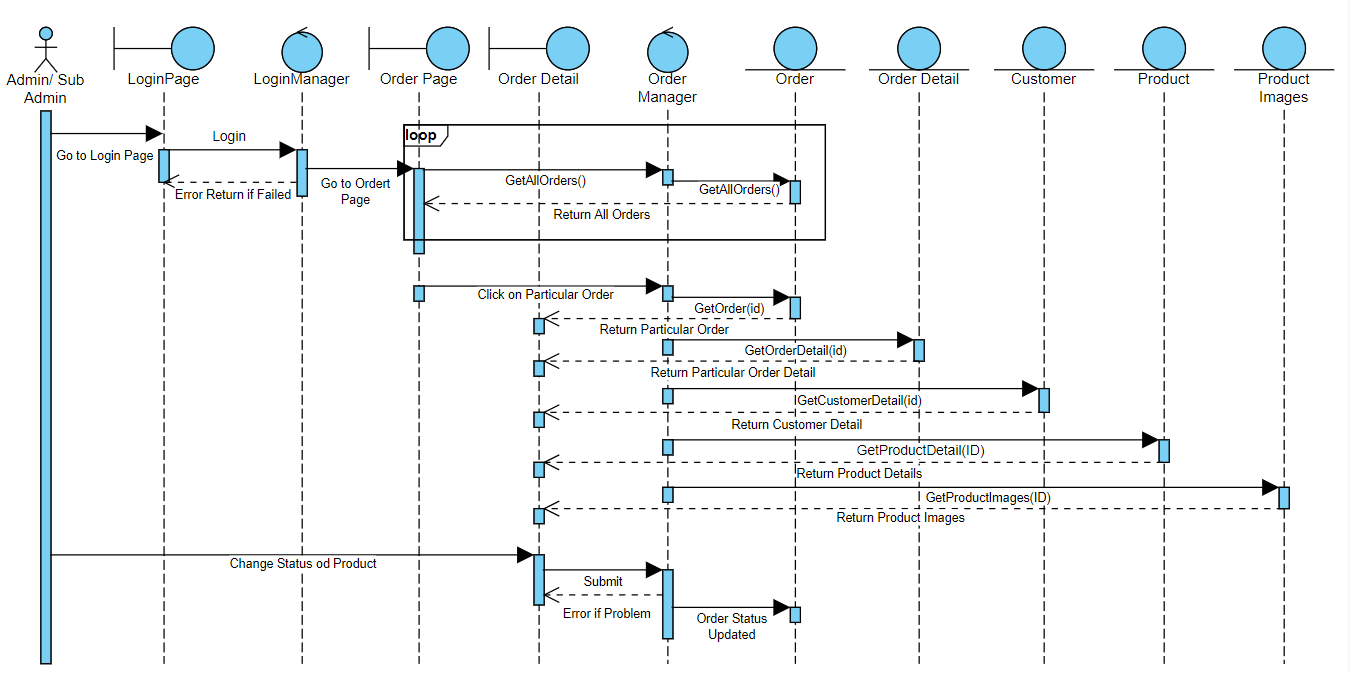 Admin/ Sub
Admin
LoginPage
LoginManager
Order Page
Order Detail
Order
Manager
Order
Order Detail
Customer
Product
Product
Images
Go to Login Page
Login
Error Return if Failed
Go to Ordert
Page
loop
GetAllOrders()
GetAllOrders()
Return All Orders
Click on Particular Order
GetOrder(id)
Return Particular Order
GetOrderDetail(id)
Return Particular Order Detail
GetCustomerDetail(id)
Return Customer Detail
GetProductDetail(ID)
Return Product Details
GetProductImages(ID)
Return Product Images
Change Status od Product
Submit
Error if Problem
Order Status
Updated